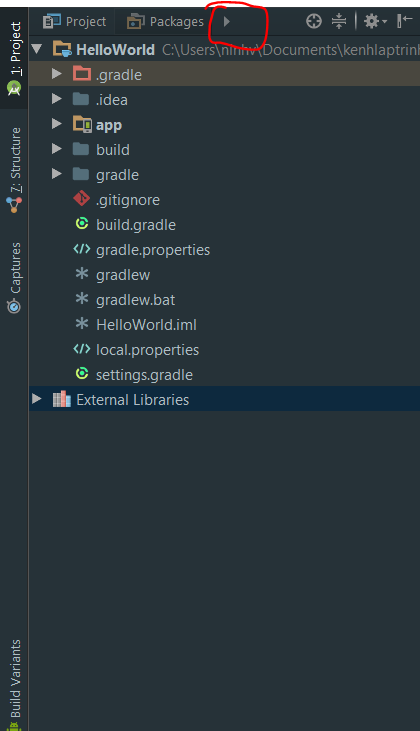 Project
Packages
HelloWorld C:\Users\ninhv\Documents\kenhlaptrinh
.gradle
.idea
app
build
gradle
.gitignore
build.gradle
gradle.properties
gradlew
gradlew.bat
HelloWorld.iml
local.properties
settings.gradle
External Libraries
1: Project
7: Structure
Captures
Build Variants